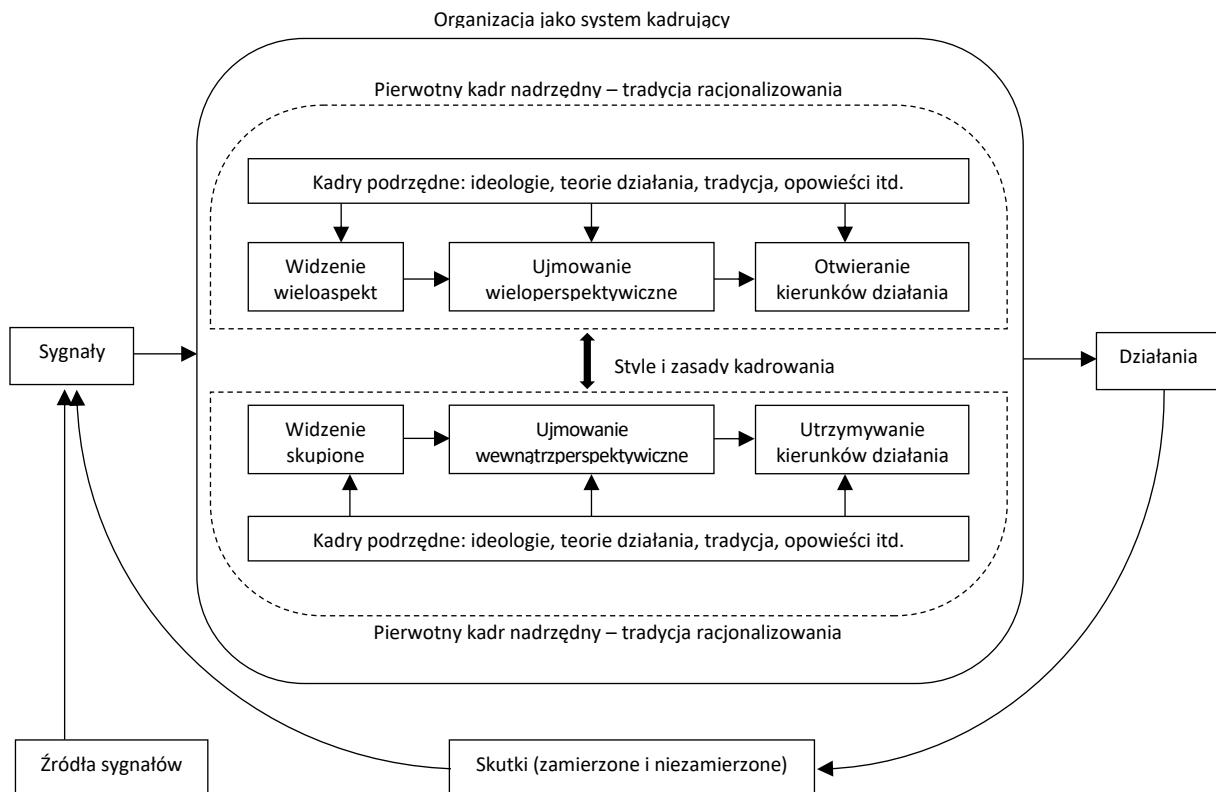 Organizacja jako system kadrujący
Pierwotny kadr nadrzędny – tradycja racjonalizowania
Kadry podrzędne: ideologie, teorie działania, tradycja, opowieści itd.
Widzenie
wieloaspekt
Ujmowanie
wieloperspektywiczne
Otwieranie
kierunków działania
Sygnały
Style i zasady kadrowania
Działania
Widzenie
skupione
Ujmowanie
wewnątrzperspektywiczne
Utrzymywanie
kierunków działania
Kadry podrzędne: ideologie, teorie działania, tradycja, opowieści itd.
Pierwotny kadr nadrzędny – tradycja racjonalizowania
Źródła sygnałów
Skutki (zamierzone i niezamierzone)